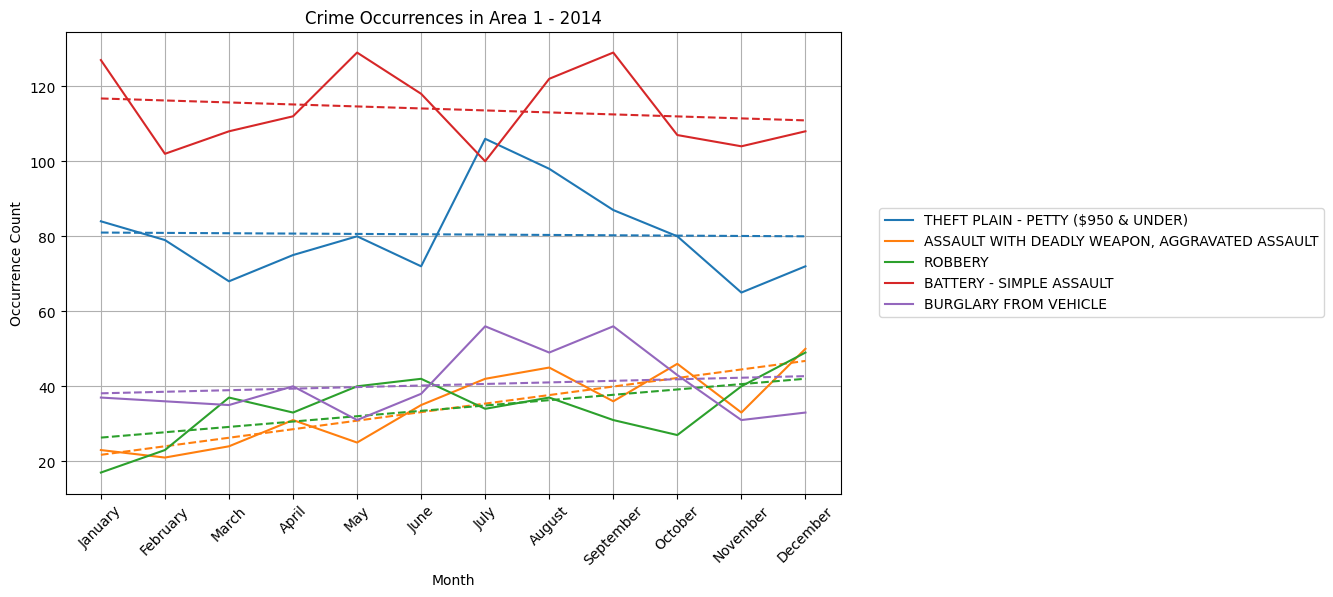 Crime Occurrences in Area 1 - 2014
Occurrence Count
120
100
80
60
40
20
January
February
March
April
May
June
July
August
September
October
November
December
Month
THEFT PLAIN - PETTY ($950 & UNDER)
ASSAULT WITH DEADLY WEAPON, AGGRAVATED ASSAULT
ROBBERY
BATTERY - SIMPLE ASSAULT
BURGLARY FROM VEHICLE